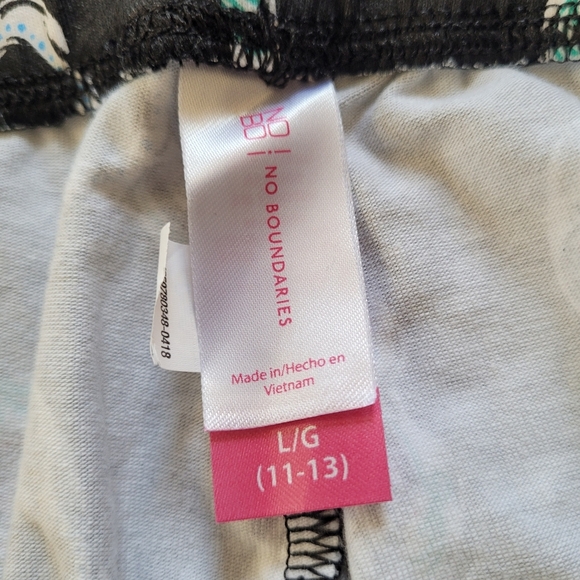 NO!
BO!
NO BOUNDARIES
Made in/Hecho en
Vietnam
L/G
(11-13)